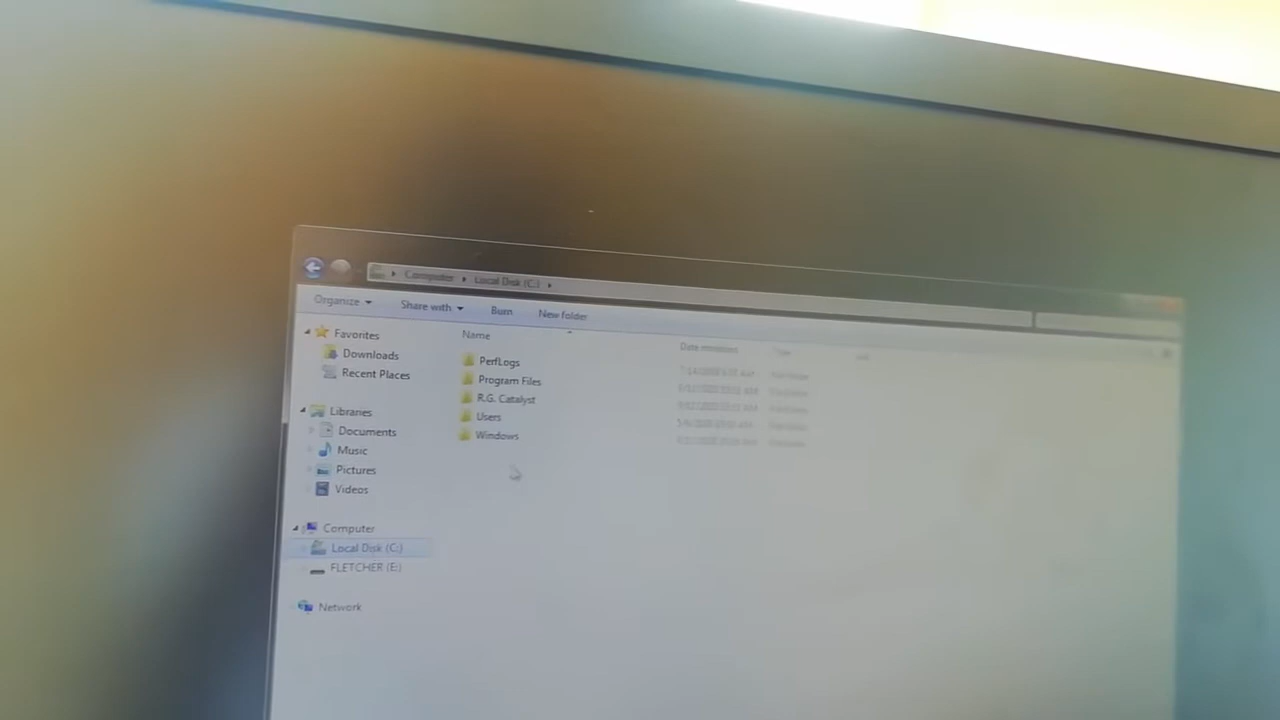 Computer Local Disk (C:)
Organize Share with Burn New folder
Favorites
Downloads
Recent Places
Libraries
Documents
Music
Pictures
Videos
Computer
Local Disk (C:)
FLETCHER (E:)
Network
Name Date modified Type
PerfLogs
Program Files
R.G. Catalyst
Users
Windows